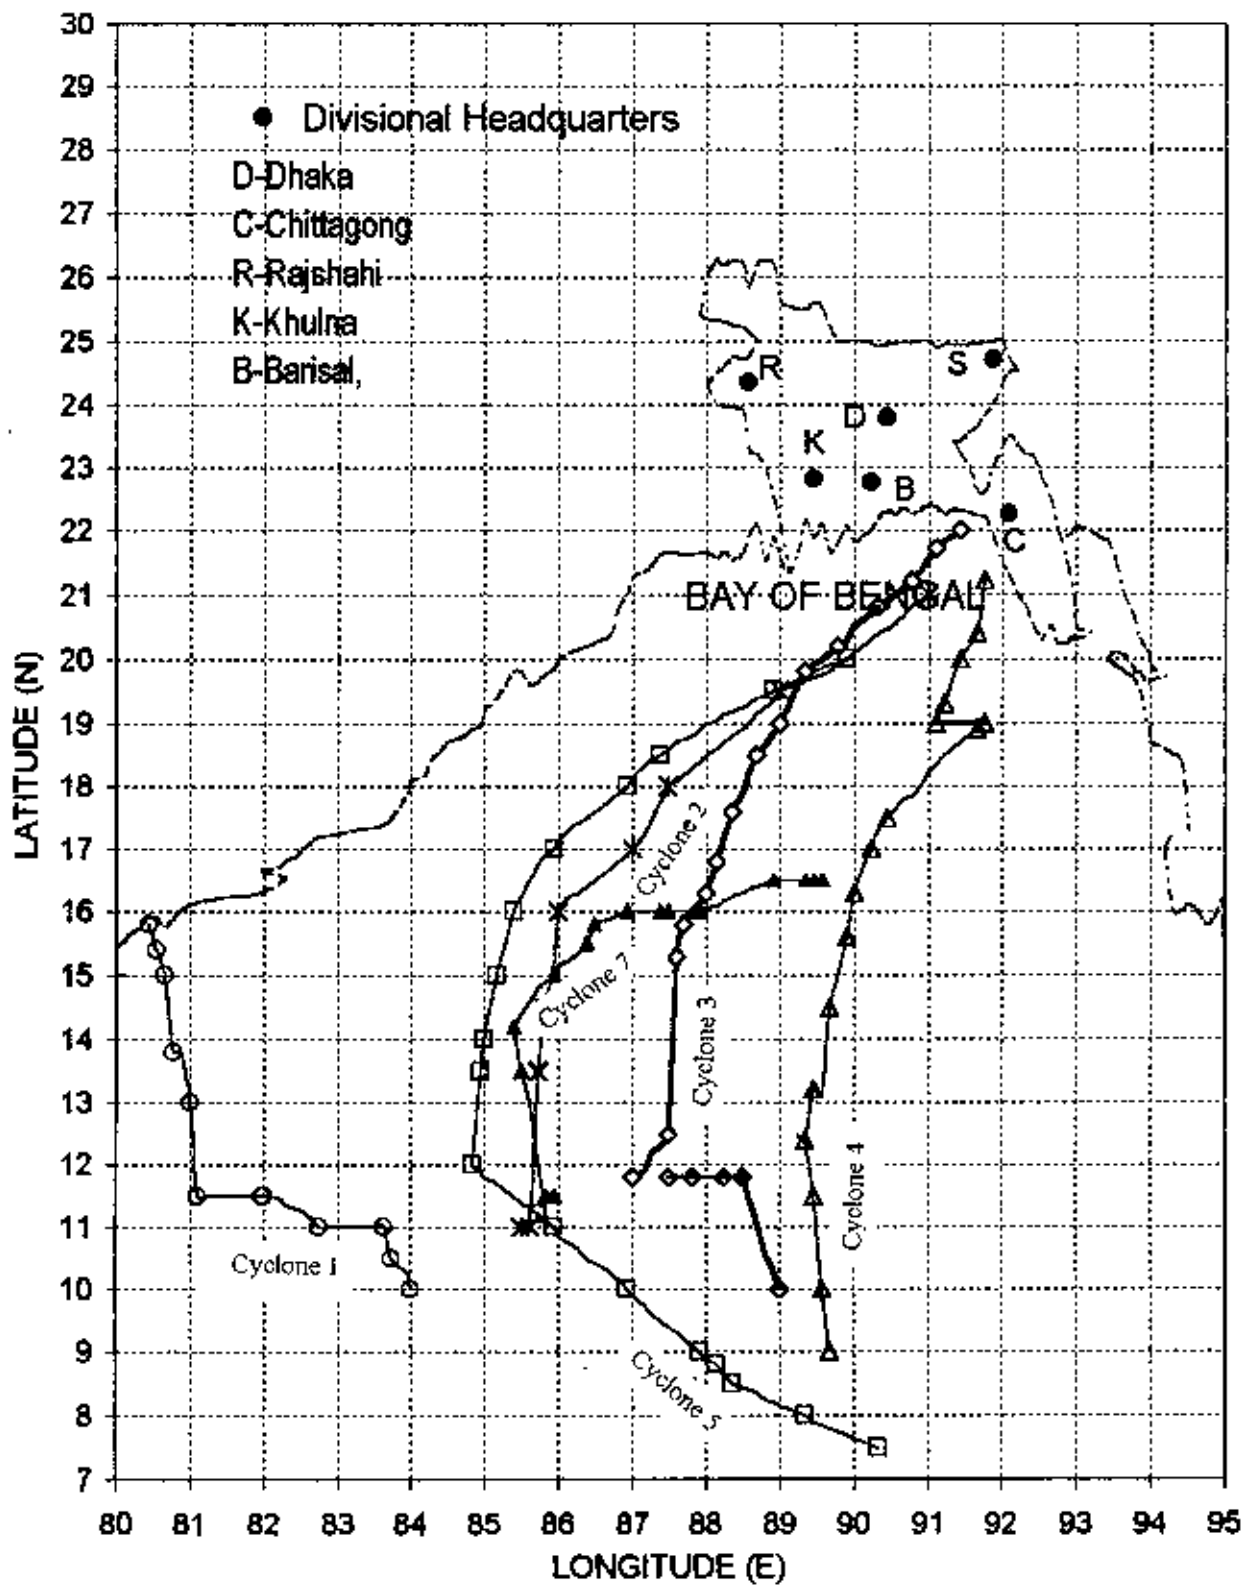 30
29
28
27
26
25
24
23
22
21
20
19
18
17
16
15
14
13
12
11
10
9
8
7
LATITUDE (N)
● Divisional Headquarters
D-Dhaka
C-Chittagong
R-Rajshahi
K-Khulna
B-Barisal,
R
S
D
K
B
C
BAY OF BENGAL
Cyclone 2
Cyclone 7
Cyclone 3
Cyclone 4
Cyclone 1
Cyclone 5
80 81 82 83 84 85 86 87 88 89 90 91 92 93 94 95
LONGITUDE (E)